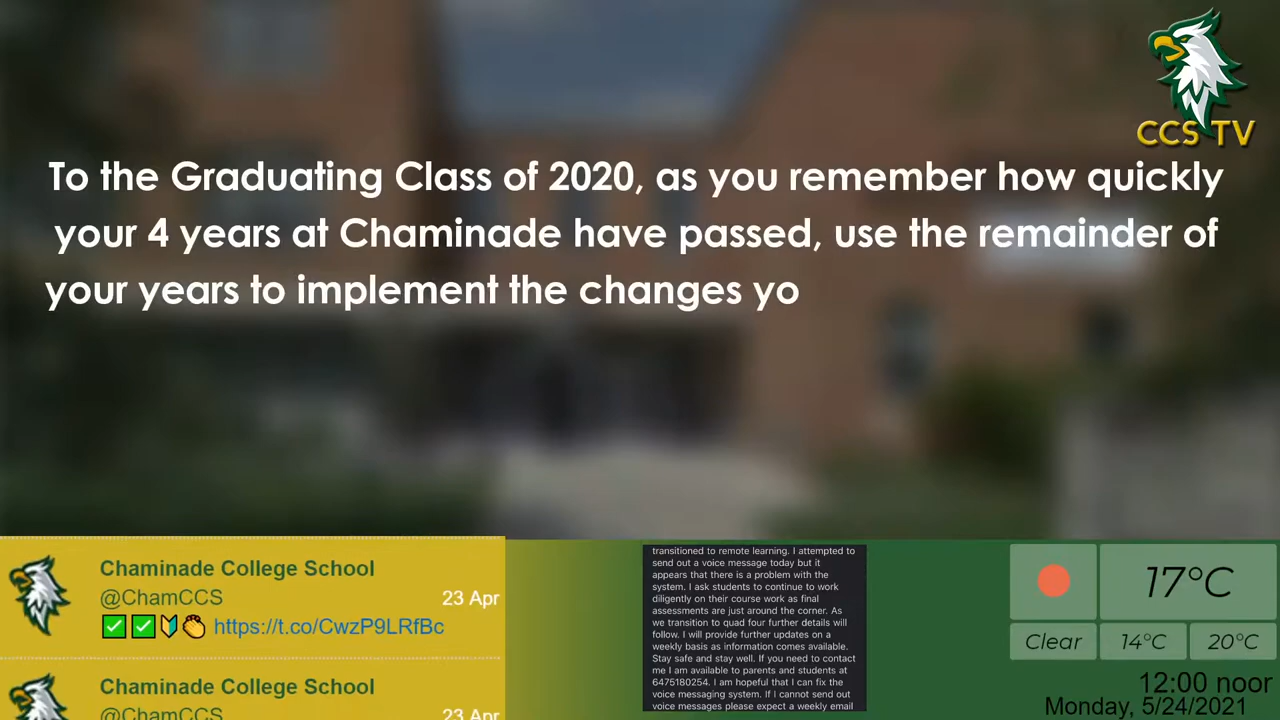 CCS TV
To the Graduating Class of 2020, as you remember how quickly
your 4 years at Chaminade have passed, use the remainder of
your years to implement the changes yo
Chaminade College School
@ChamCCS
23 Apr
https://t.co/CwzP9LRfBc
Chaminade College School
@ChamCCS
23 Apr
transitioned to remote learning. I attempted to
send out a voice message today but it
appears that there is a problem with the
system. I ask students to continue to work
diligently on their course work as final
assessments are just around the corner. As
we transition to quad four further details will
follow. I will provide further updates on a
weekly basis as information comes available.
Stay safe and stay well. If you need to contact
me I am available to parents and students at
6475180254. I am hopeful that I can fix the
voice messaging system. If I cannot send out
voice messages please expect a weekly email
17°C
Clear
14°C
20°C
12:00 noor
Monday, 5/24/2021